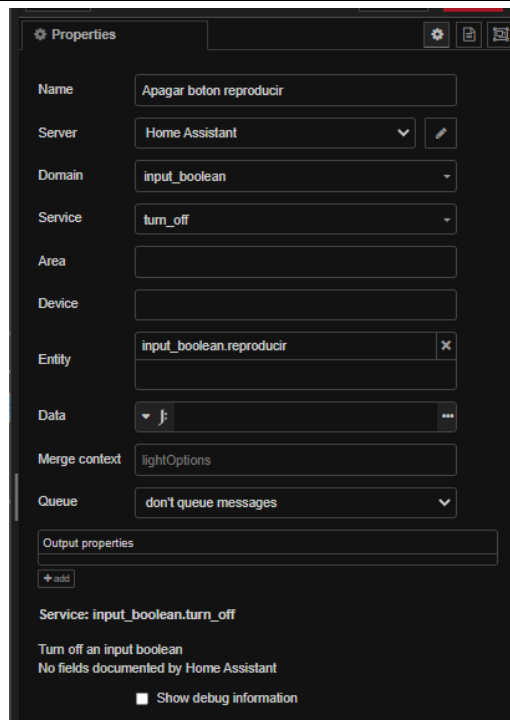 Properties
Name Apagar boton reproducir
Server Home Assistant
Domain input_boolean
Service turn_off
Area
Device
Entity input_boolean.reproducir
Data J: ...
Merge context lightOptions
Queue don't queue messages
Output properties
+ add
Service: input_boolean.turn_off
Turn off an input boolean
No fields documented by Home Assistant
Show debug information